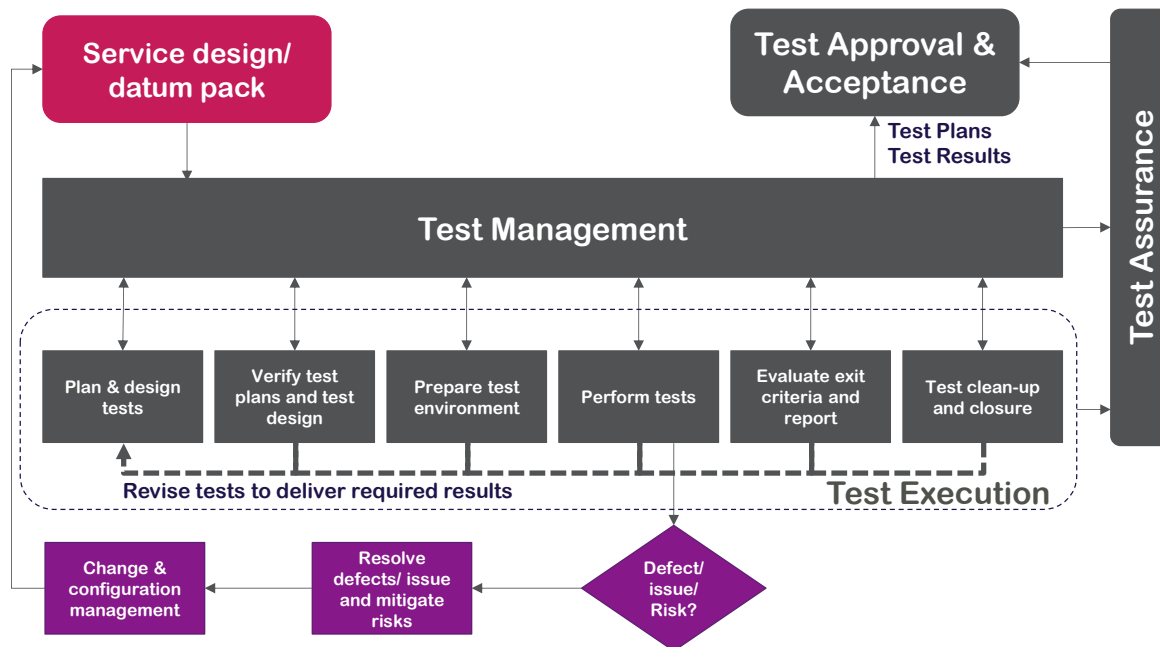 Service design/
datum pack
Test Approval &
Acceptance
Test Plans
Test Results
Test Management
Test Assurance
Plan & design
tests
Verify test
plans and test
design
Prepare test
environment
Perform tests
Evaluate exit
criteria and
report
Test clean-up
and closure
Revise tests to deliver required results
Test Execution
Change &
configuration
management
Resolve
defects/ issue
and mitigate
risks
Defect/
issue/
Risk?